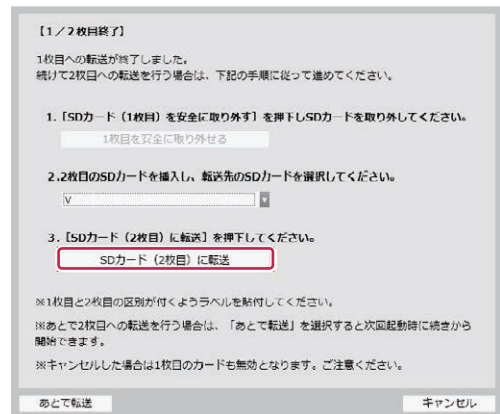 【1／2枚目終了】
1枚目への転送が終了しました。
続けて2枚目への転送を行う場合は、下記の手順に従って進めてください。
1.［SDカード（1枚目）を安全に取り外す］を押下しSDカードを取り外してください。
1枚目を安全に取り外せる
2.2枚目のSDカードを挿入し、転送先のSDカードを選択してください。
V
3.［SDカード（2枚目）に転送］を押下してください。
SDカード（2枚目）に転送
※1枚目と2枚目の区別が付くようラベルを貼付してください。
※あとで2枚目への転送を行う場合は、「あとで転送」を選択すると次回起動時に続きから
開始できます。
※キャンセルした場合は1枚目のカードも無効となります。ご注意ください。
あとで転送
キャンセル